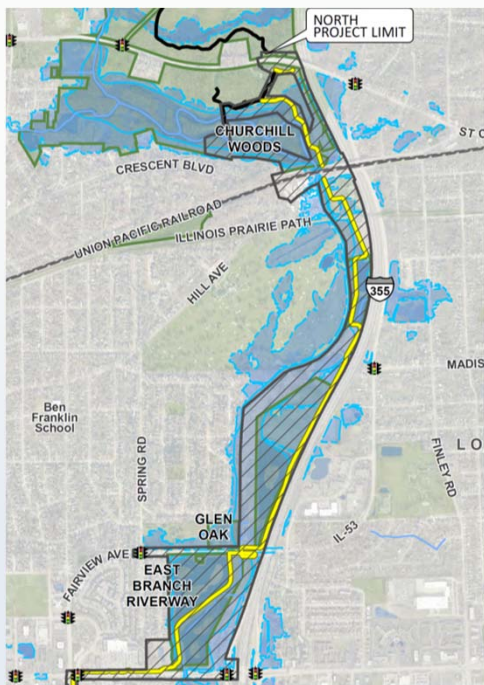 NORTH
PROJECT LIMIT
CHURCHILL
WOODS
ST C
CRESCENT BLVD
UNION PACIFIC RAILROAD
ILLINOIS PRAIRIE PATH
HILL AVE
355
MADIS
Ben
Franklin
School
SPRING RD
FINLEY RD
L O
GLEN
OAK
IL-53
FAIRVIEW AVE
EAST
BRANCH
RIVERWAY